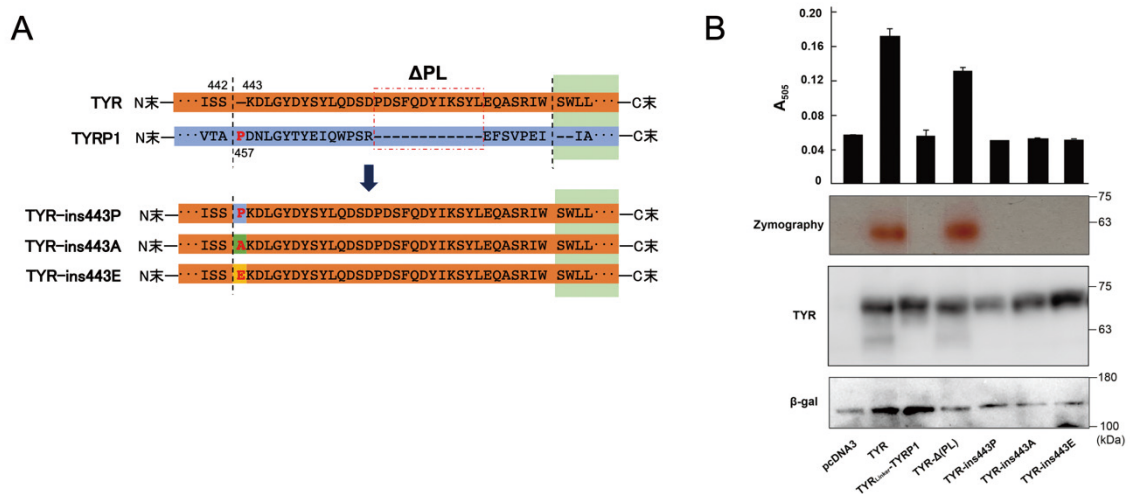 A
442 443 ΔPL
TYR N末 ···ISS –KDLGYDYSYLQDSDPDSFQDYIKSYLEQASRIW SWLL··· C末
TYRP1 N末 ···VTA PDNLGYTYEIQWPSR------------EFSVPEI --IA··· C末
457
TYR-ins443P N末 ···ISS PKDLGYDYSYLQDSDPDSFQDYIKSYLEQASRIW SWLL··· C末
TYR-ins443A N末 ···ISS AKDLGYDYSYLQDSDPDSFQDYIKSYLEQASRIW SWLL··· C末
TYR-ins443E N末 ···ISS EKDLGYDYSYLQDSDPDSFQDYIKSYLEQASRIW SWLL··· C末
B
A505
0.20
0.16
0.12
0.08
0.04
0
Zymography
75
63
TYR
75
63
β-gal
180
100
(kDa)
pcDNA3
TYR
TYRLinker-TYRP1
TYR-Δ(PL)
TYR-ins443P
TYR-ins443A
TYR-ins443E